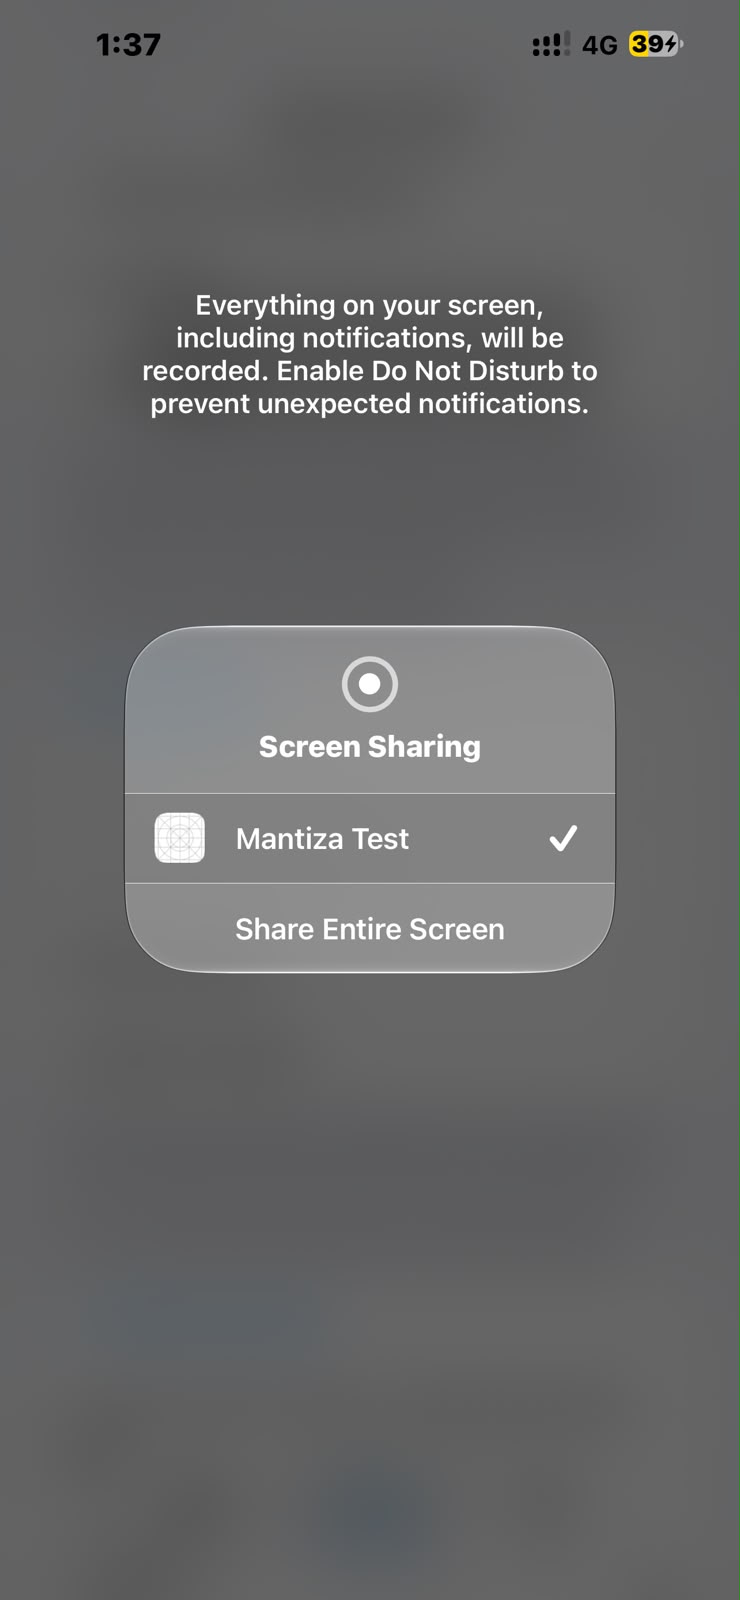 1:37
4G
39
Everything on your screen,
including notifications, will be
recorded. Enable Do Not Disturb to
prevent unexpected notifications.
Screen Sharing
Mantiza Test
Share Entire Screen